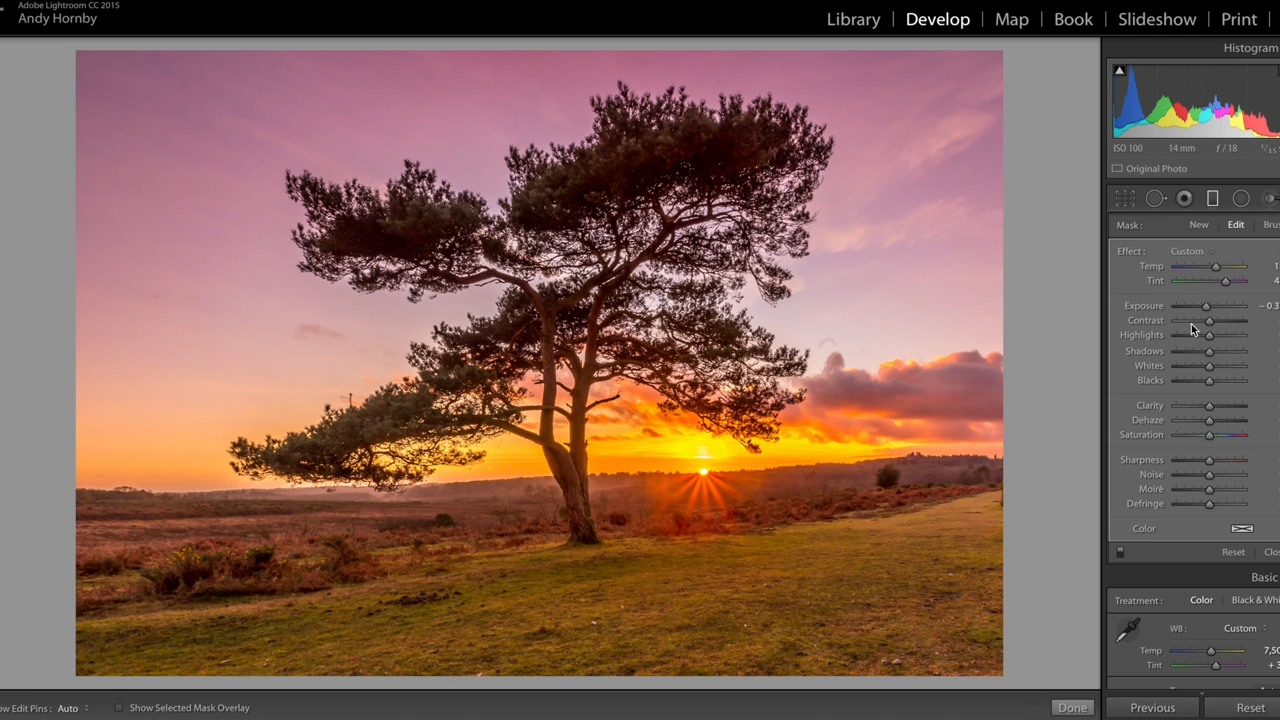 Adobe Lightroom CC 2015
Andy Hornby
Library | Develop | Map | Book | Slideshow | Print |
Histogram
ISO 100 14 mm ƒ / 18
Original Photo
Mask : New Edit
Effect : Custom
Temp
Tint
Exposure
Contrast
Highlights
Shadows
Whites
Blacks
Clarity
Dehaze
Saturation
Sharpness
Noise
Moiré
Defringe
Color
Reset
Basic
Treatment : Color Black &
WB : Custom
Temp
Tint
Edit Pins : Auto
Show Selected Mask Overlay
Done
Previous
Reset